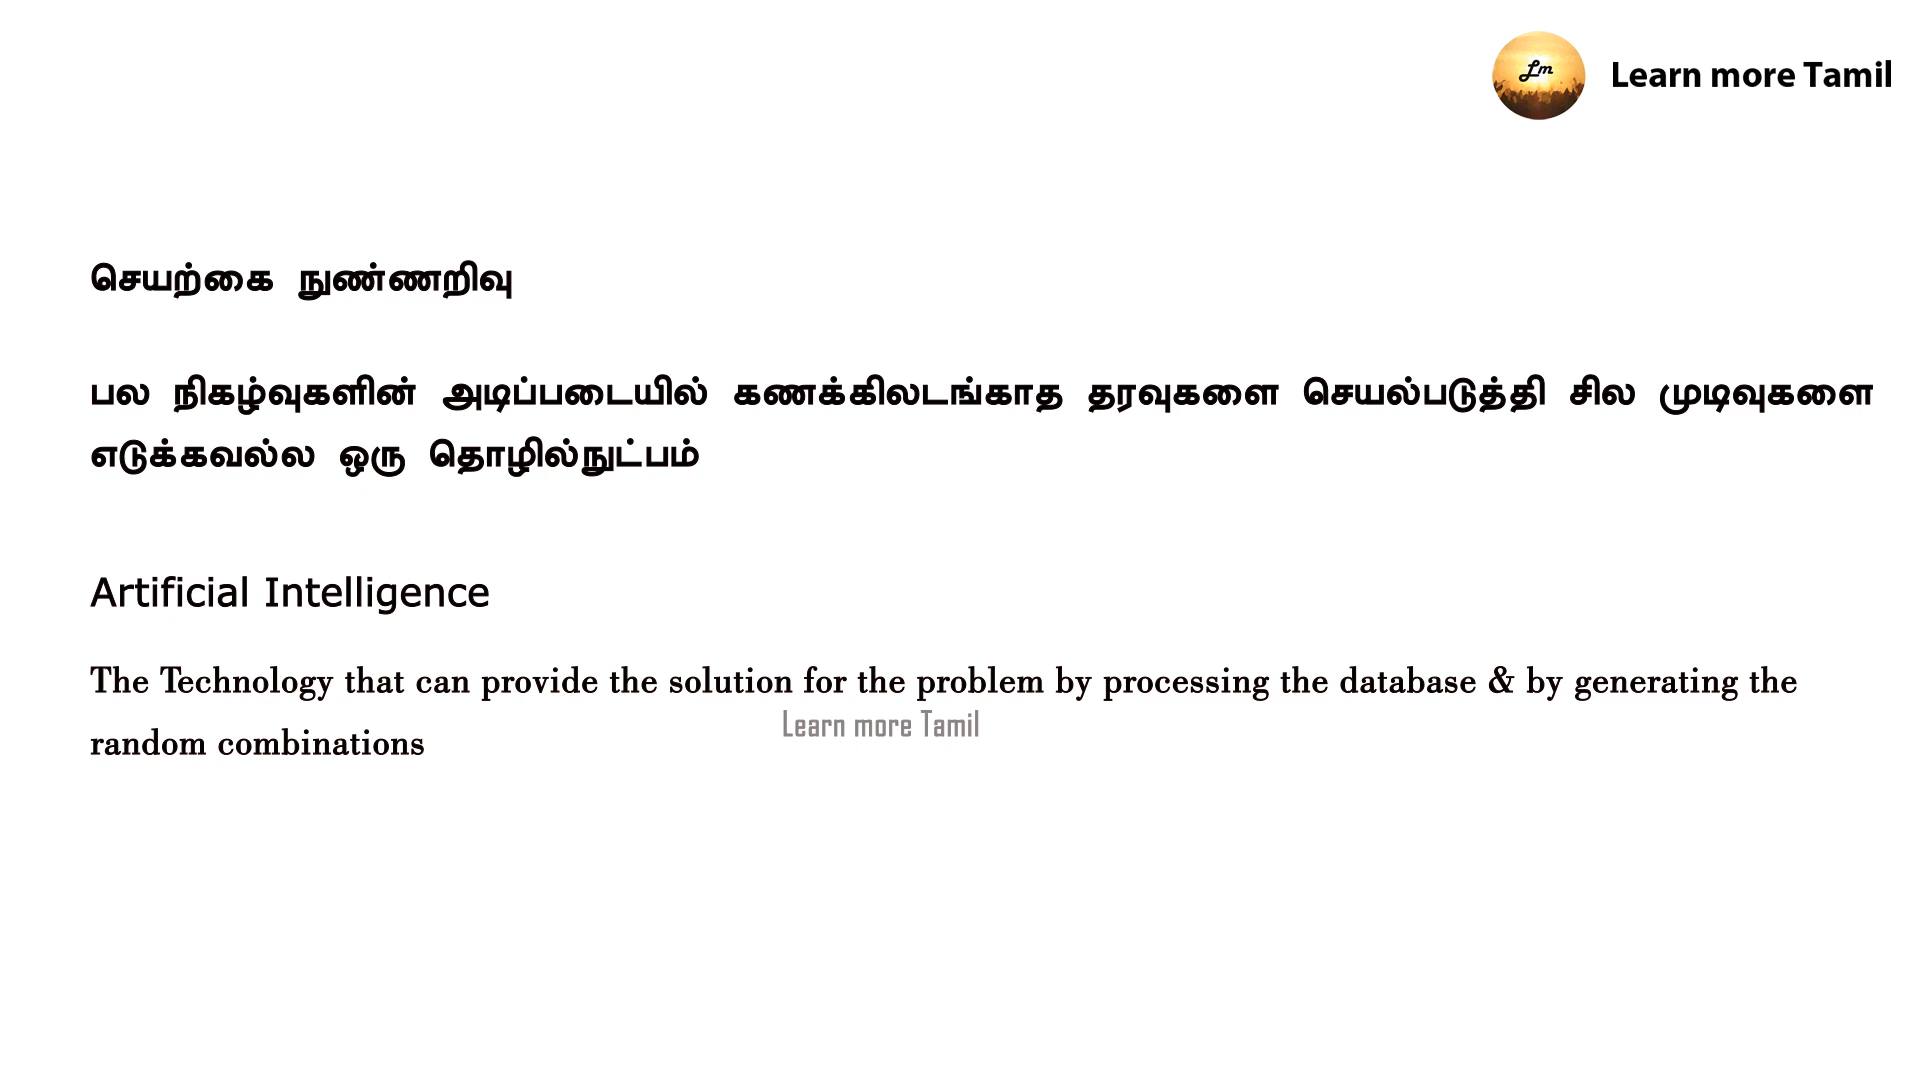 Lm
Learn more Tamil
செயற்கை நுண்ணறிவு
பல நிகழ்வுகளின் அடிப்படையில் கணக்கிலடங்காத தரவுகளை செயல்படுத்தி சில முடிவுகளை
எடுக்கவல்ல ஒரு தொழில்நுட்பம்
Artificial Intelligence
The Technology that can provide the solution for the problem by processing the database & by generating the
Learn more Tamil
random combinations